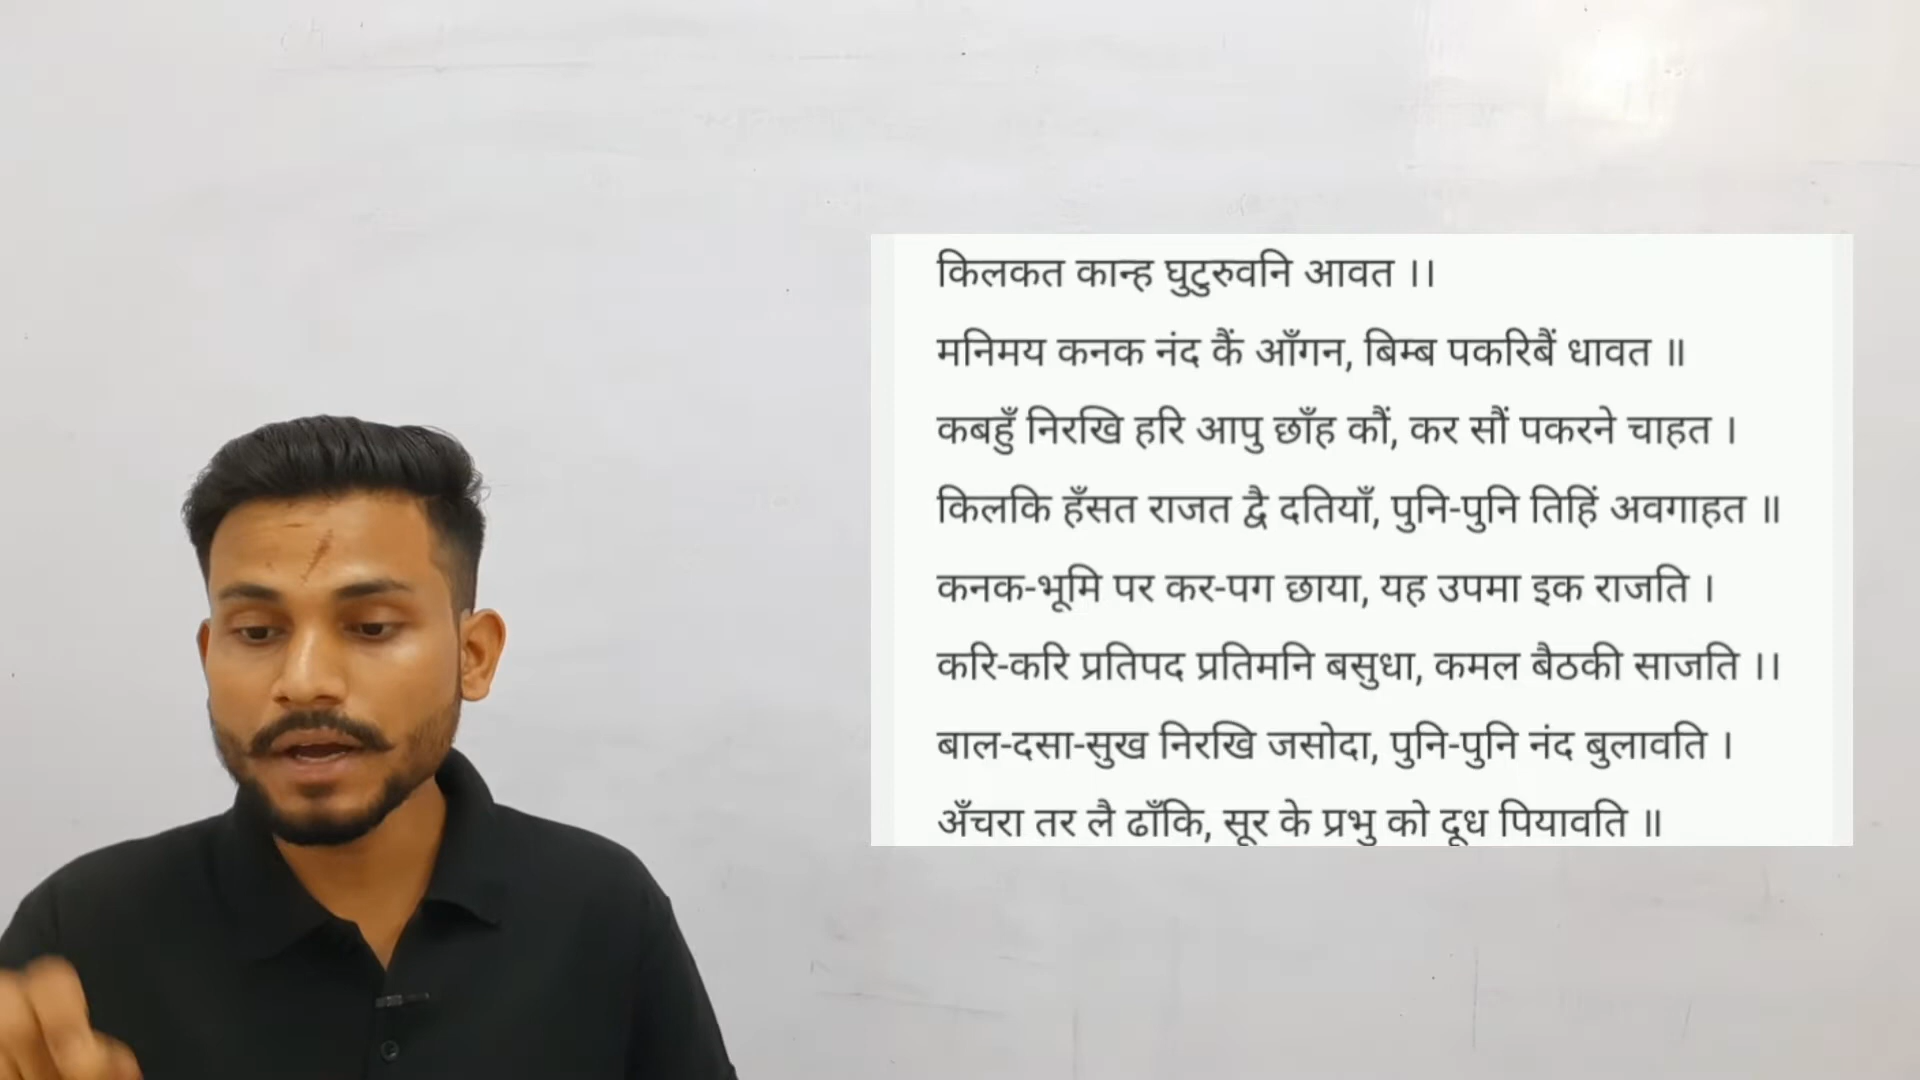 किलकत कान्ह घुटुरुवनि आवत ।।
मनिमय कनक नंद कैं आँगन, बिम्ब पकरिबैं धावत ॥
कबहुँ निरखि हरि आपु छाँह कौं, कर सौं पकरने चाहत ।
किलकि हँसत राजत द्वै दतियाँ, पुनि-पुनि तिहिं अवगाहत ॥
कनक-भूमि पर कर-पग छाया, यह उपमा इक राजति ।
करि-करि प्रतिपद प्रतिमनि बसुधा, कमल बैठकी साजति ।।
बाल-दसा-सुख निरखि जसोदा, पुनि-पुनि नंद बुलावति ।
अँचरा तर लै ढाँकि, सूर के प्रभु को दूध पियावति ॥